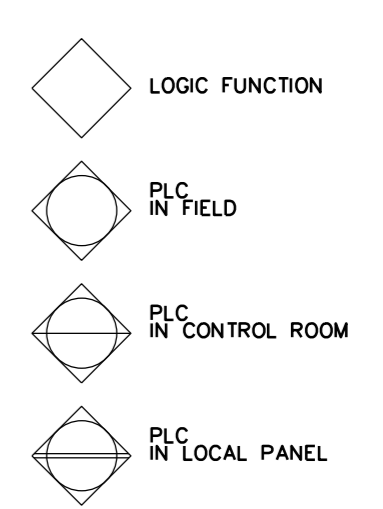 LOGIC FUNCTION
PLC
IN FIELD
PLC
IN CONTROL ROOM
PLC
IN LOCAL PANEL